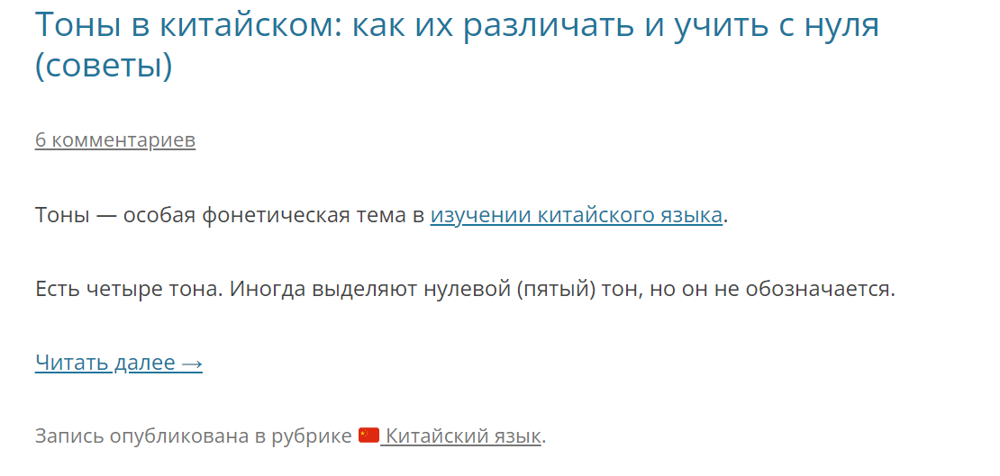 Тоны в китайском: как их различать и учить с нуля
(советы)
6 комментариев
Тоны — особая фонетическая тема в изучении китайского языка.
Есть четыре тона. Иногда выделяют нулевой (пятый) тон, но он не обозначается.
Читать далее →
Запись опубликована в рубрике 🇨🇳 Китайский язык.